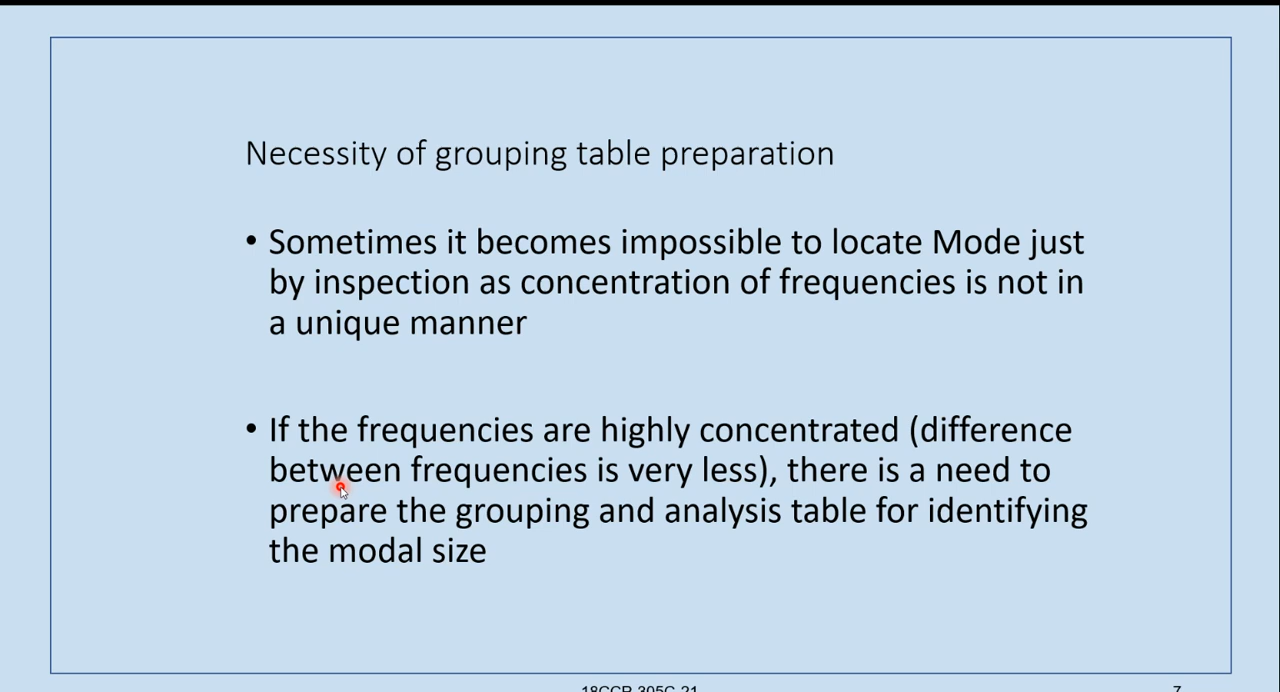 Necessity of grouping table preparation
• Sometimes it becomes impossible to locate Mode just
by inspection as concentration of frequencies is not in
a unique manner
• If the frequencies are highly concentrated (difference
between frequencies is very less), there is a need to
prepare the grouping and analysis table for identifying
the modal size
18CCP-305C-21
7